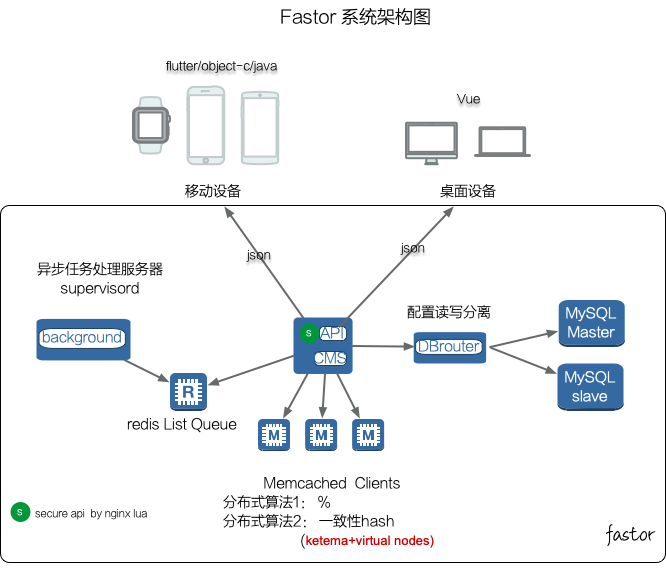 Fastor 系统架构图
flutter/object-c/java
Vue
移动设备
桌面设备
json
json
异步任务处理服务器
supervisord
background
S
API
CMS
配置读写分离
DBrouter
MySQL
Master
MySQL
slave
R
redis List Queue
M
M
M
Memcached Clients
分布式算法1： %
分布式算法2： 一致性hash
(ketema+virtual nodes)
S
secure api by nginx lua
fastor